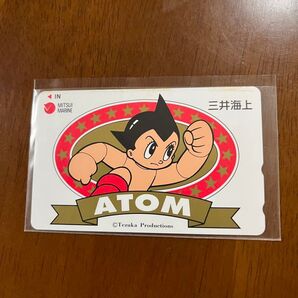 ◀ IN
MITSUI
MARINE
三井海上
ATOM
©Tezuka Productions